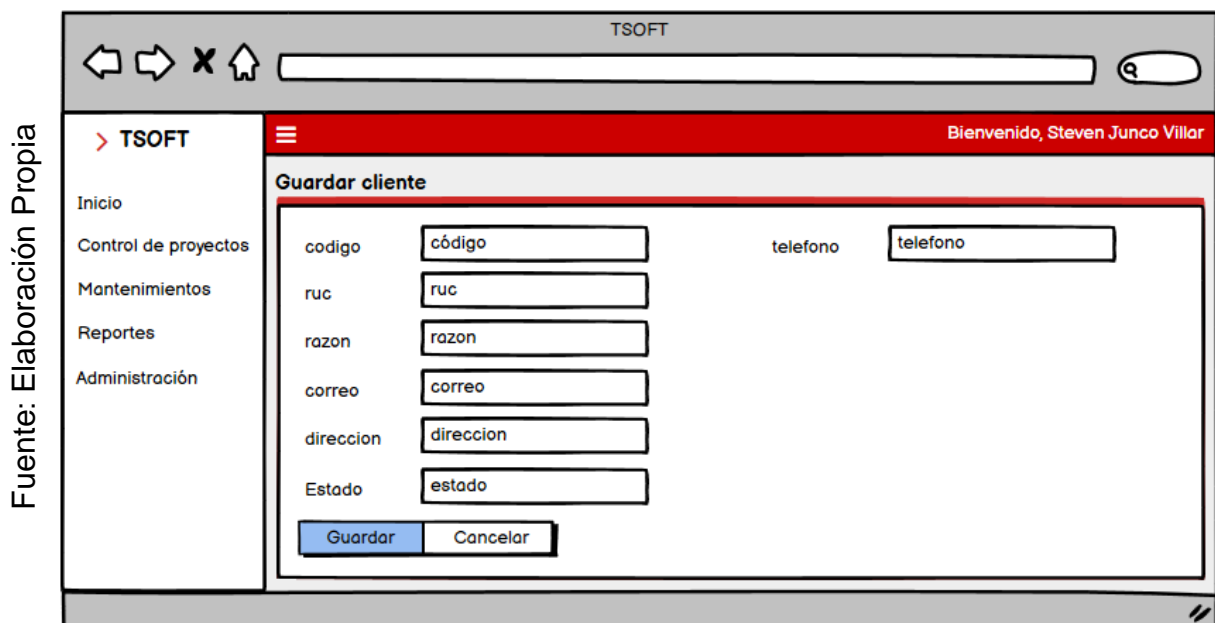 TSOFT
> TSOFT
Bienvenido, Steven Junco Villar
Inicio
Control de proyectos
Mantenimientos
Reportes
Administración
Guardar cliente
codigo código
telefono telefono
ruc ruc
razon razon
correo correo
direccion direccion
Estado estado
Guardar Cancelar
Fuente: Elaboración Propia